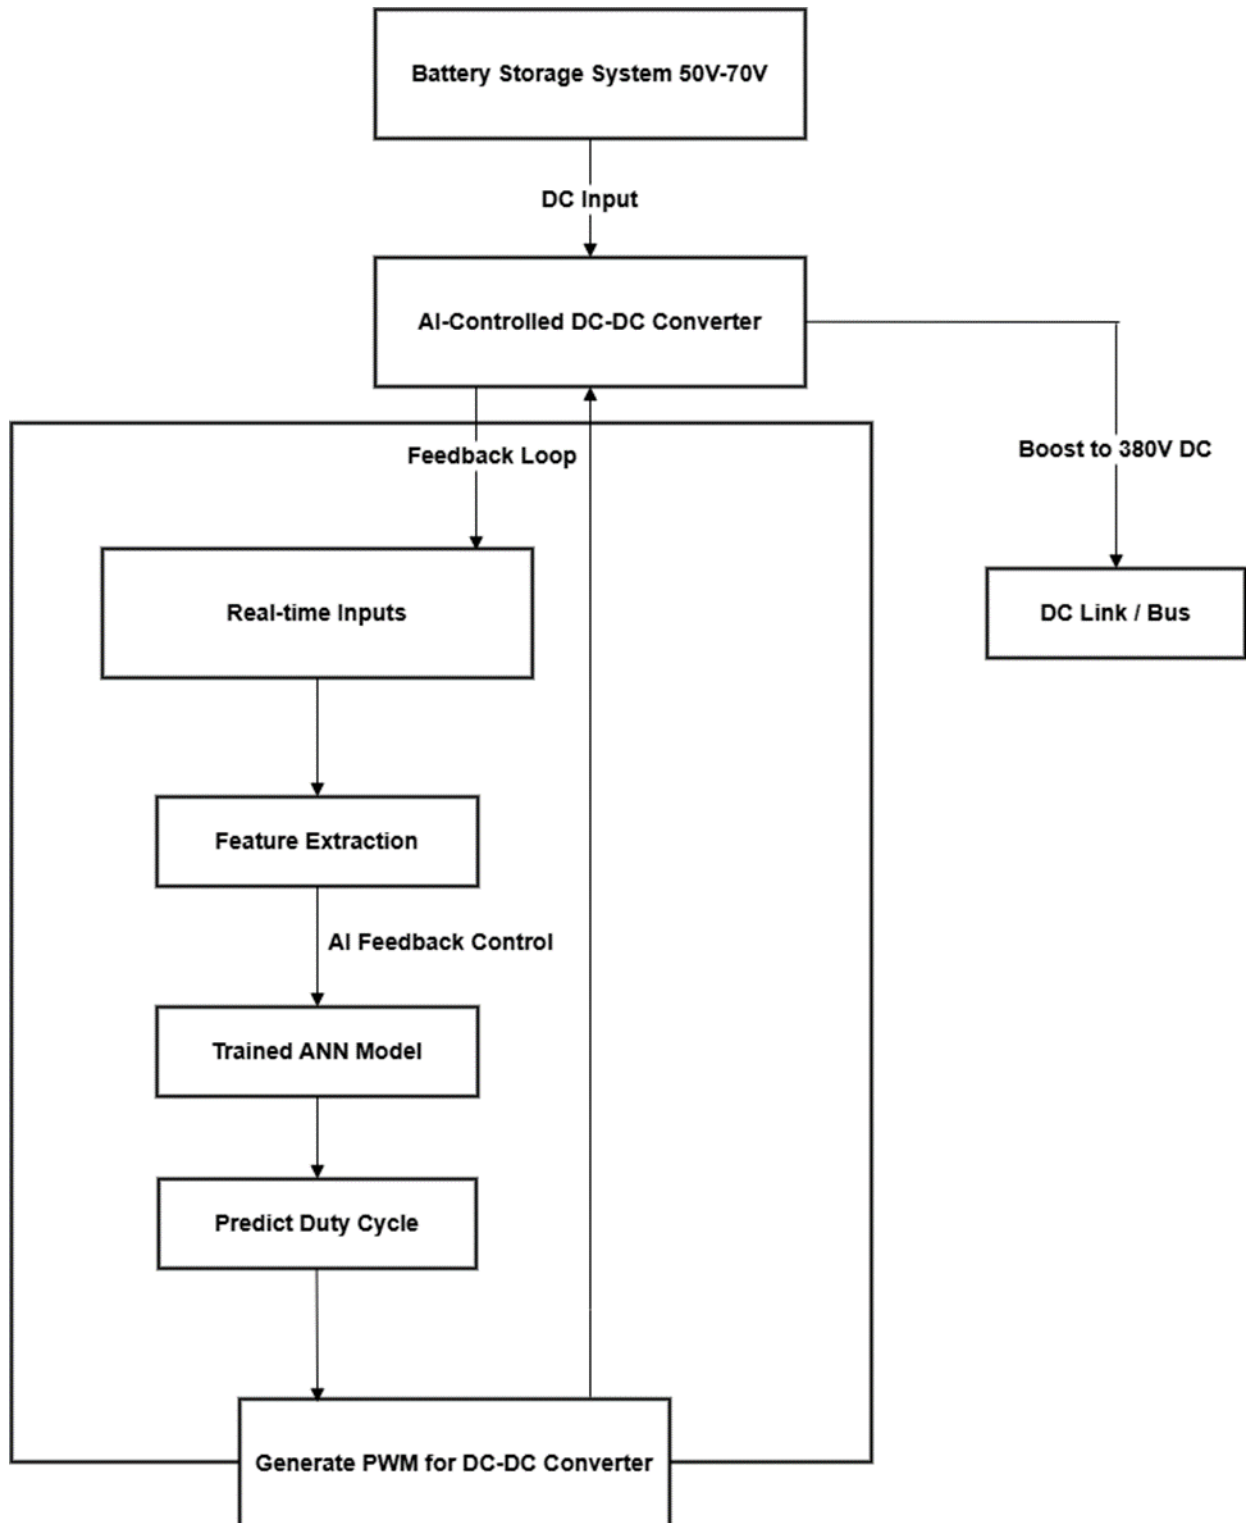 Battery Storage System 50V-70V
DC Input
AI-Controlled DC-DC Converter
Feedback Loop
Boost to 380V DC
Real-time Inputs
DC Link / Bus
Feature Extraction
AI Feedback Control
Trained ANN Model
Predict Duty Cycle
Generate PWM for DC-DC Converter